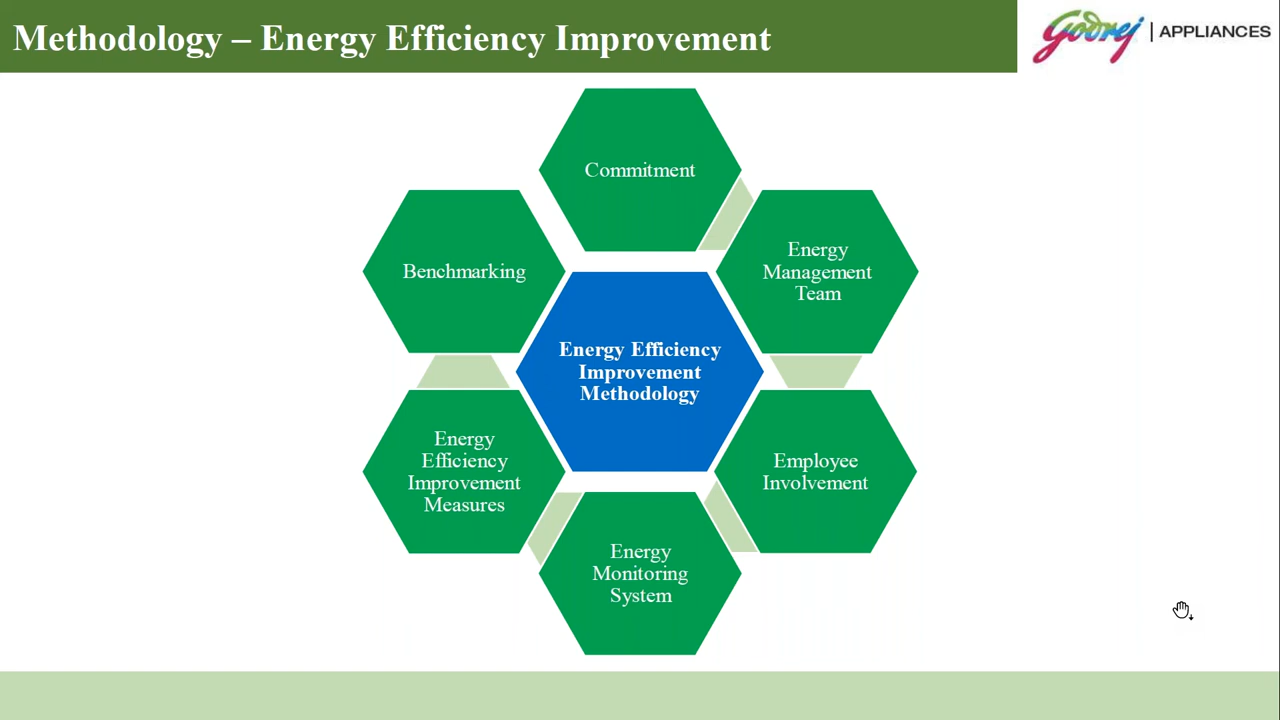 Methodology – Energy Efficiency Improvement
Godrej | APPLIANCES
Commitment
Energy
Management
Team
Employee
Involvement
Energy
Monitoring
System
Energy
Efficiency
Improvement
Measures
Benchmarking
Energy Efficiency
Improvement
Methodology